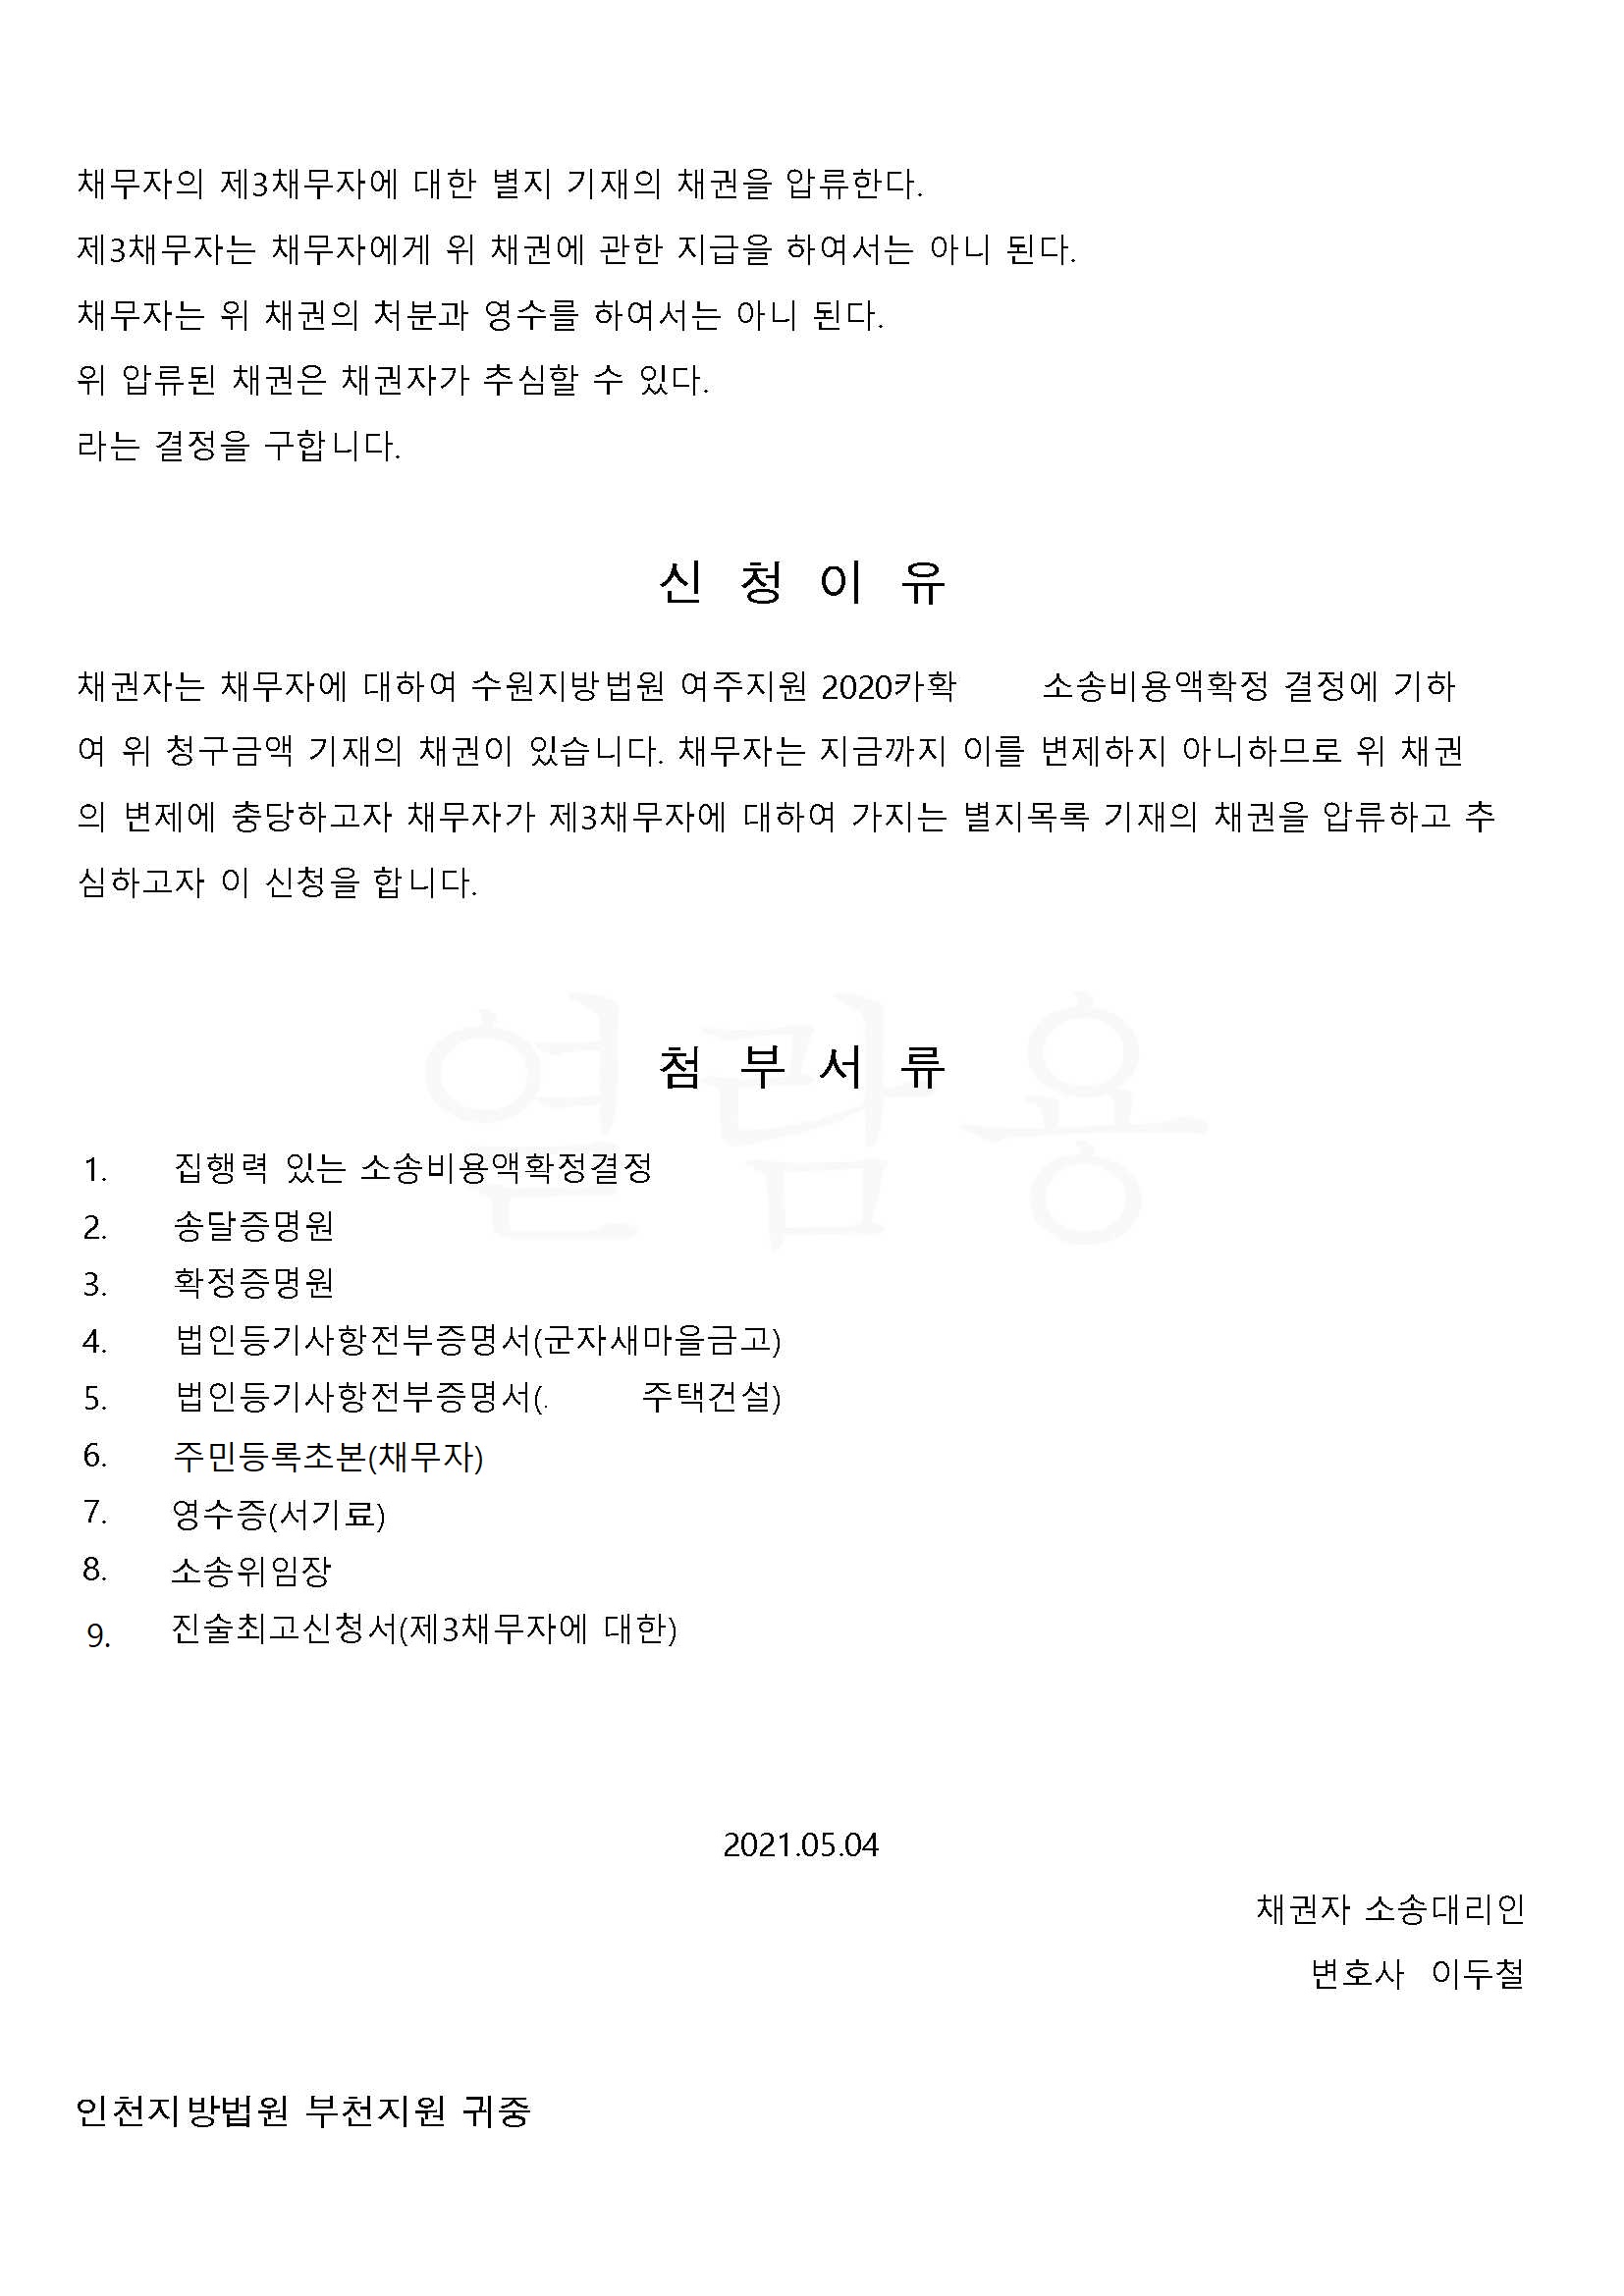 채무자의 제3채무자에 대한 별지 기재의 채권을 압류한다.
제3채무자는 채무자에게 위 채권에 관한 지급을 하여서는 아니 된다.
채무자는 위 채권의 처분과 영수를 하여서는 아니 된다.
위 압류된 채권은 채권자가 추심할 수 있다.
라는 결정을 구합니다.
신 청 이 유
채권자는 채무자에 대하여 수원지방법원 여주지원 2020카확 소송비용액확정 결정에 기하
여 위 청구금액 기재의 채권이 있습니다. 채무자는 지금까지 이를 변제하지 아니하므로 위 채권
의 변제에 충당하고자 채무자가 제3채무자에 대하여 가지는 별지목록 기재의 채권을 압류하고 추
심하고자 이 신청을 합니다.
열람용
첨 부 서 류
1. 집행력 있는 소송비용액확정결정
2. 송달증명원
3. 확정증명원
4. 법인등기사항전부증명서(군자새마을금고)
5. 법인등기사항전부증명서(. 주택건설)
6. 주민등록초본(채무자)
7. 영수증(서기료)
8. 소송위임장
9. 진술최고신청서(제3채무자에 대한)
2021.05.04
채권자 소송대리인
변호사 이두철
인천지방법원 부천지원 귀중